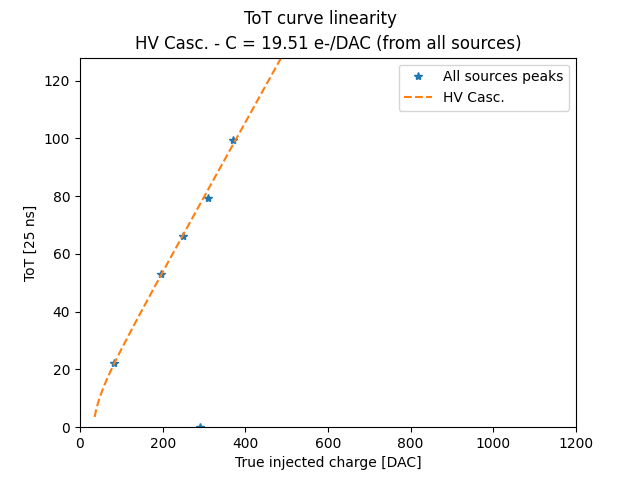 ToT curve linearity
HV Casc. - C = 19.51 e-/DAC (from all sources)
All sources peaks
HV Casc.
ToT [25 ns]
120
100
80
60
40
20
0
0 200 400 600 800 1000 1200
True injected charge [DAC]